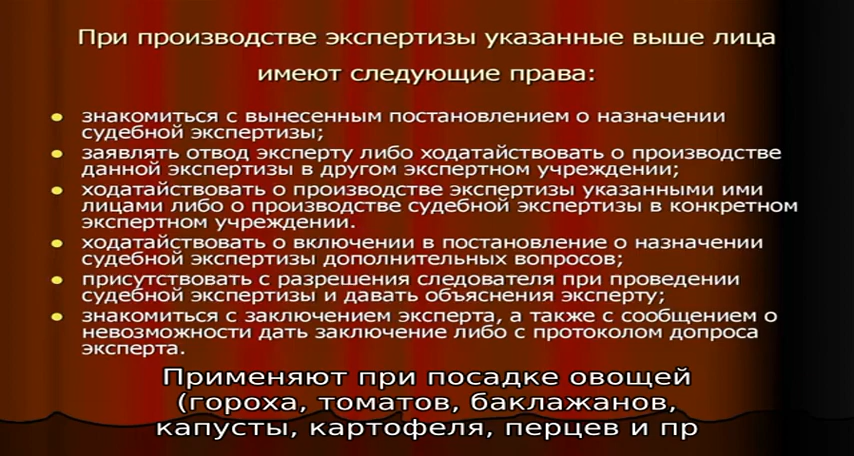 При производстве экспертизы указанные выше лица
имеют следующие права:
знакомиться с вынесенным постановлением о назначении
судебной экспертизы;
заявлять отвод эксперту либо ходатайствовать о производстве
данной экспертизы в другом экспертном учреждении;
ходатайствовать о производстве экспертизы указанными ими
лицами либо о производстве судебной экспертизы в конкретном
экспертном учреждении.
ходатайствовать о включении в постановление о назначении
судебной экспертизы дополнительных вопросов;
присутствовать с разрешения следователя при проведении
судебной экспертизы и давать объяснения эксперту;
знакомиться с заключением эксперта, а также с сообщением о
невозможности дать заключение либо с протоколом допроса
эксперта.
Применяют при посадке овощей
(гороха, томатов, баклажанов,
капусты, картофеля, перцев и пр